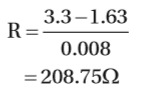 R = 3.3−1.63 / 0.008
= 208.75Ω